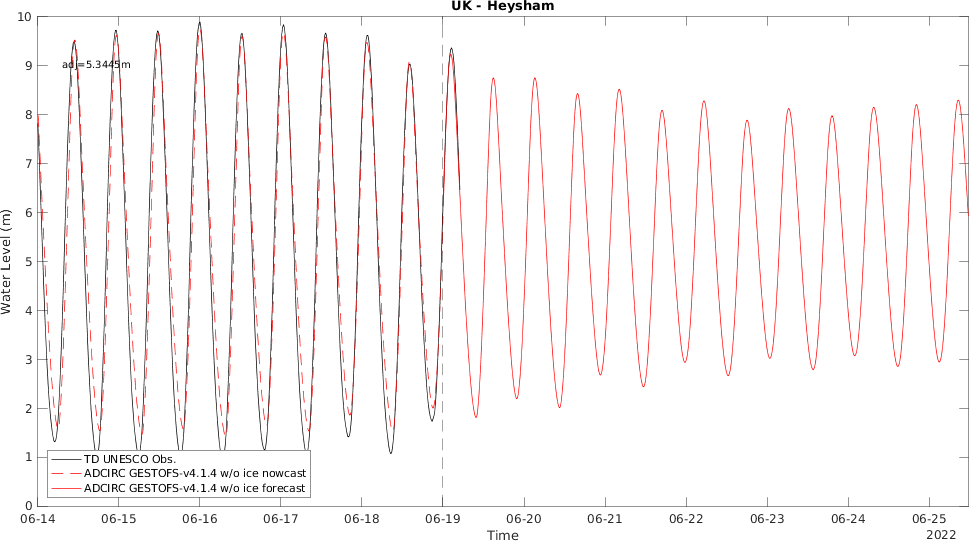 UK - Heysham
10
9
8
7
6
5
4
3
2
1
0
Water Level (m)
adj=5.3445m
TD UNESCO Obs.
ADCIRC GESTOFS-v4.1.4 w/o ice nowcast
ADCIRC GESTOFS-v4.1.4 w/o ice forecast
06-14 06-15 06-16 06-17 06-18 06-19 06-20 06-21 06-22 06-23 06-24 06-25
Time
2022